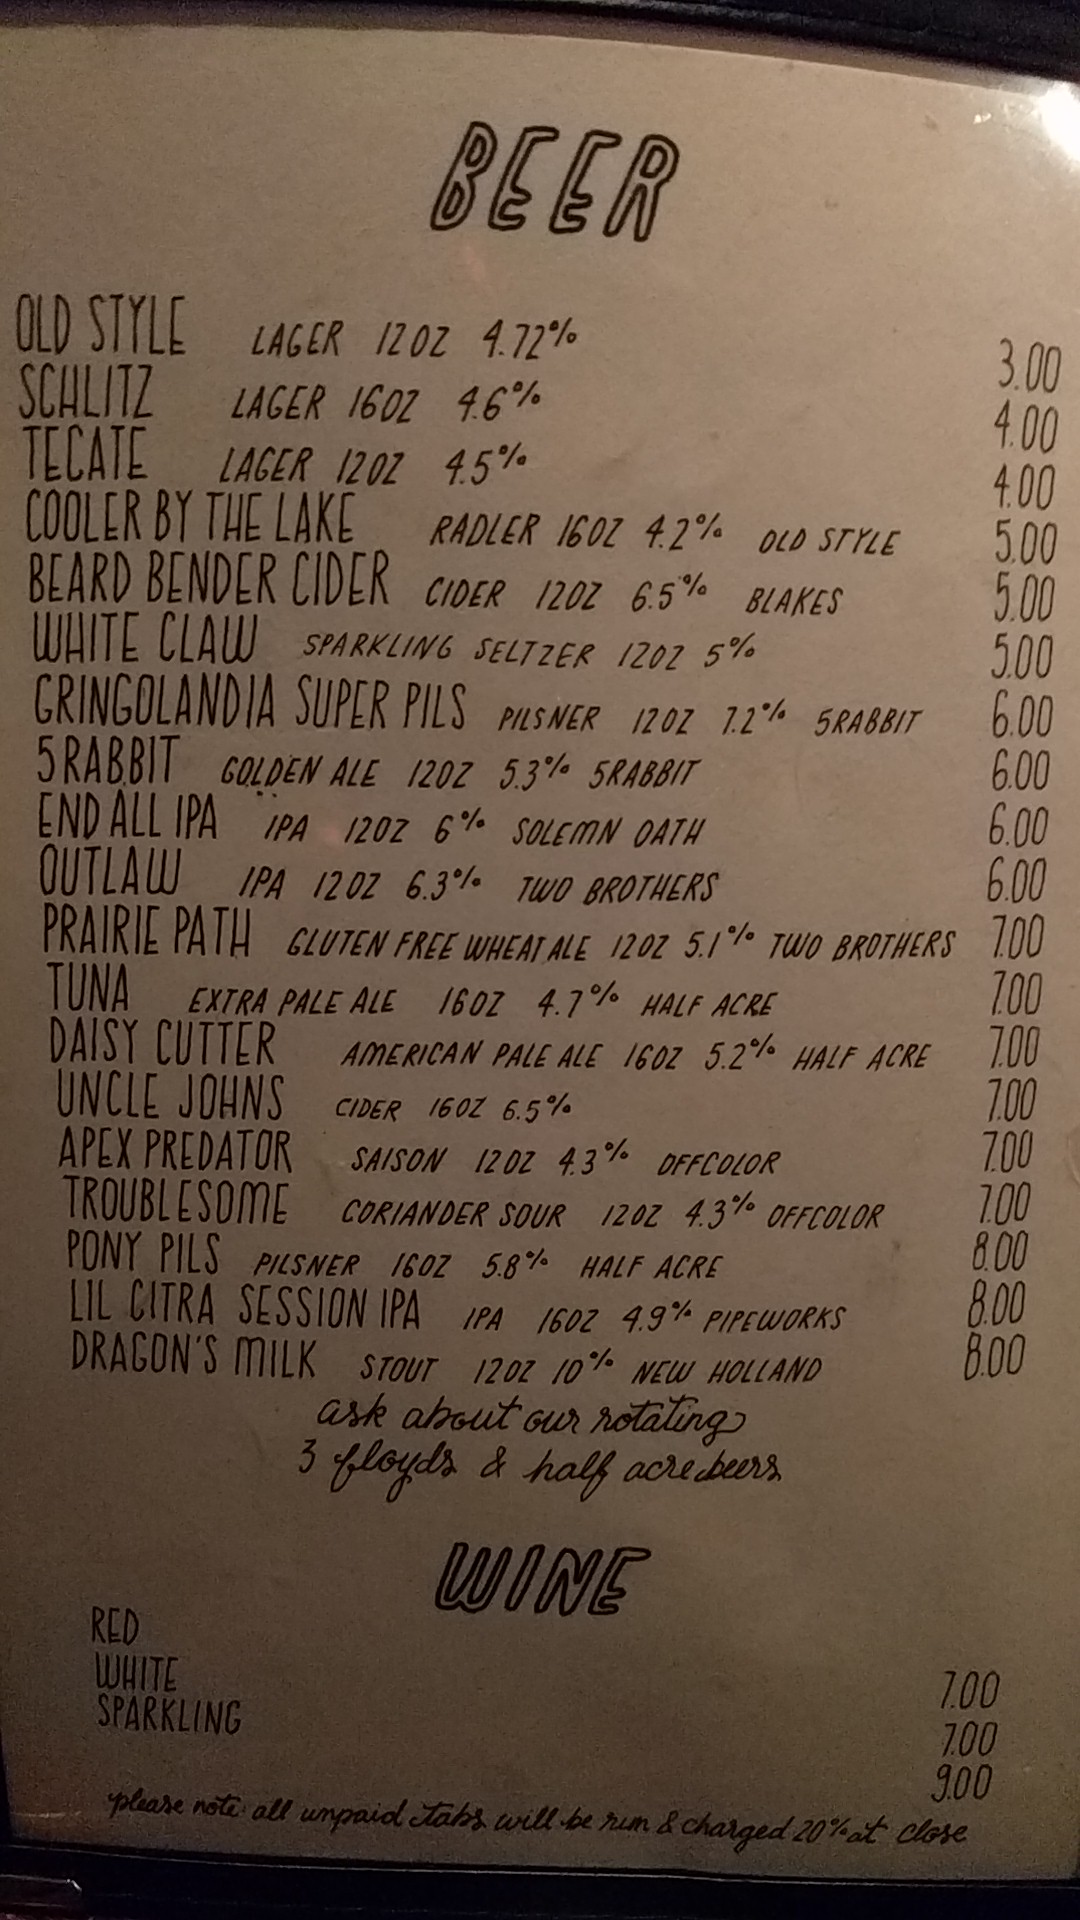 BEER
OLD STYLE LAGER 12 OZ 4.72% 3.00
SCHLITZ LAGER 16OZ 4.6% 4.00
TECATE LAGER 12OZ 4.5% 4.00
COOLER BY THE LAKE RADLER 16OZ 4.2% OLD STYLE 5.00
BEARD BENDER CIDER CIDER 12OZ 6.5% BLAKES 5.00
WHITE CLAW SPARKLING SELTZER 12OZ 5% 5.00
GRINGOLANDIA SUPER PILS PILSNER 12OZ 7.2% 5RABBIT 6.00
5RABBIT GOLDEN ALE 12OZ 5.3% 5RABBIT 6.00
END ALL IPA IPA 12OZ 6% SOLEMN OATH 6.00
OUTLAW IPA 12OZ 6.3% TWO BROTHERS 6.00
PRAIRIE PATH GLUTEN FREE WHEAT ALE 12OZ 5.1% TWO BROTHERS 7.00
TUNA EXTRA PALE ALE 16OZ 4.7% HALF ACRE 7.00
DAISY CUTTER AMERICAN PALE ALE 16OZ 5.2% HALF ACRE 7.00
UNCLE JOHNS CIDER 16OZ 6.5% 7.00
APEX PREDATOR SAISON 12OZ 4.3% OFFCOLOR 7.00
TROUBLESOME CORIANDER SOUR 12OZ 4.3% OFFCOLOR 7.00
PONY PILS PILSNER 16OZ 5.8% HALF ACRE 8.00
LIL CITRA SESSION IPA IPA 16OZ 4.9% PIPEWORKS 8.00
DRAGON'S MILK STOUT 12OZ 10% NEW HOLLAND 8.00
ask about our rotating
3 floyds & half acre beers
WINE
RED 7.00
WHITE 7.00
SPARKLING 9.00
please note: all unpaid tabs will be run & charged 20% at close